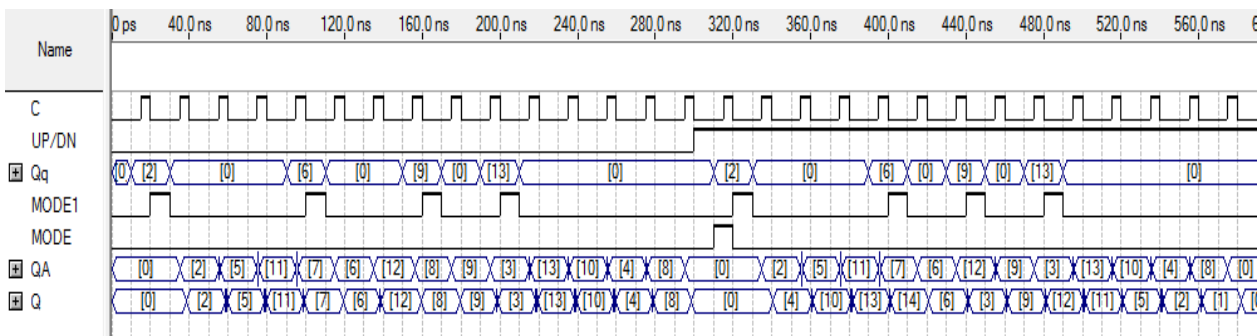 Name 0 ps 40.0 ns 80.0 ns 120.0 ns 160.0 ns 200.0 ns 240.0 ns 280.0 ns 320.0 ns 360.0 ns 400.0 ns 440.0 ns 480.0 ns 520.0 ns 560.0 ns 6
C
UP/DN
Qq [0 [2] [0] [6] [0] [9] [0] [13] [0] [2] [0] [6] [0] [9] [0] [13] [0]
MODE1
MODE
QA [0] [2] [5] [11] [7] [6] [12] [8] [9] [3] [13] [10] [4] [8] [0] [2] [5] [11] [7] [6] [12] [9] [3] [13] [10] [4] [8] [0]
Q [0] [2] [5] [11] [7] [6] [12] [8] [9] [3] [13] [10] [4] [8] [0] [4] [10] [13] [14] [6] [3] [9] [12] [11] [5] [2] [1]